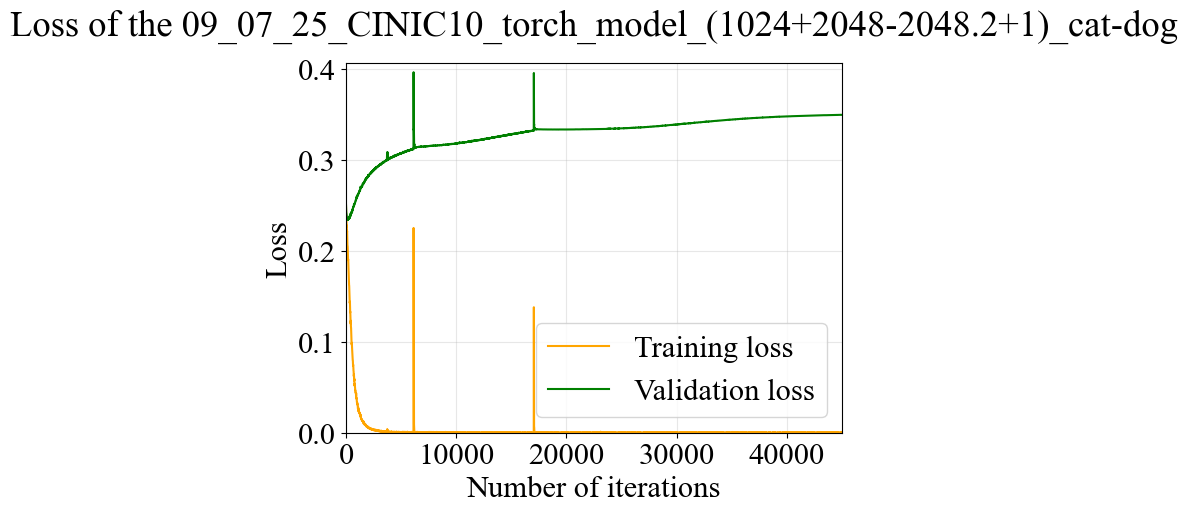 Loss of the 09_07_25_CINIC10_torch_model_(1024+2048-2048.2+1)_cat-dog
0.4
0.3
0.2
0.1
0.0
Loss
Training loss
Validation loss
0 10000 20000 30000 40000
Number of iterations